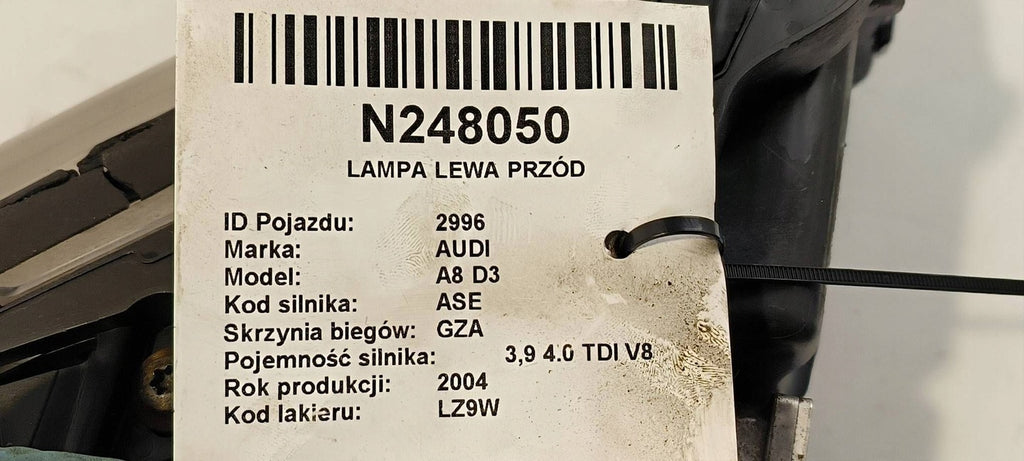 N248050
LAMPA LEWA PRZÓD
ID Pojazdu: 2996
Marka: AUDI
Model: A8 D3
Kod silnika: ASE
Skrzynia biegów: GZA
Pojemność silnika: 3,9 4.0 TDI V8
Rok produkcji: 2004
Kod lakieru: LZ9W